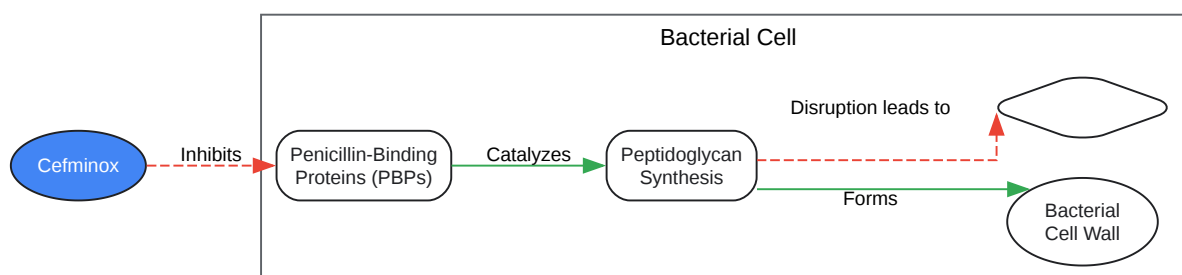 Bacterial Cell
Cefminox
Inhibits
Penicillin-Binding
Proteins (PBPs)
Catalyzes
Peptidoglycan
Synthesis
Disruption leads to
Forms
Bacterial
Cell Wall